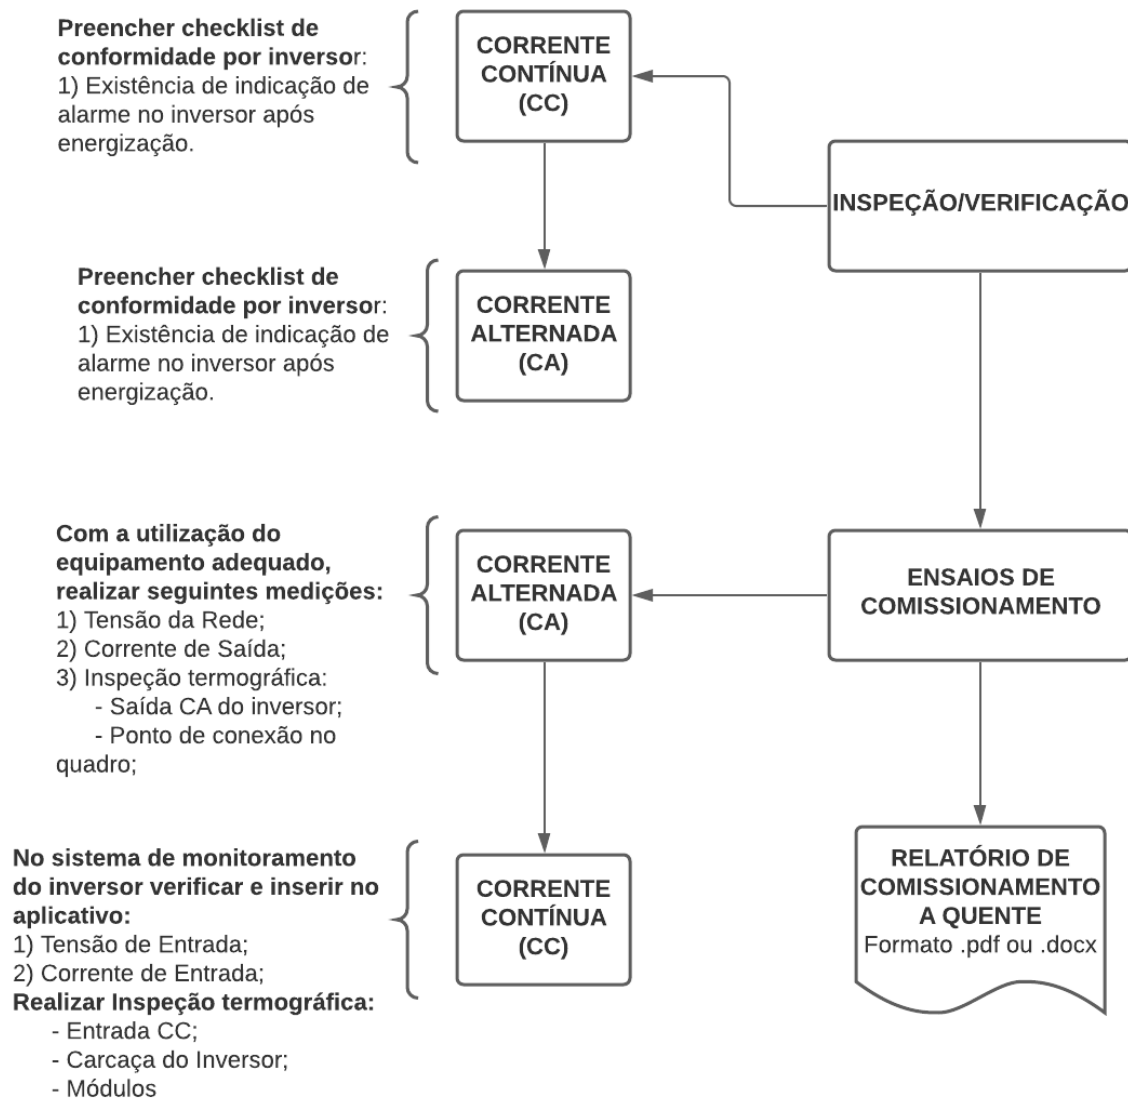 Preencher checklist de
conformidade por inversor:
1) Existência de indicação de
alarme no inversor após
energização.
CORRENTE
CONTÍNUA
(CC)
INSPEÇÃO/VERIFICAÇÃO
Preencher checklist de
conformidade por inversor:
1) Existência de indicação de
alarme no inversor após
energização.
CORRENTE
ALTERNADA
(CA)
Com a utilização do
equipamento adequado,
realizar seguintes medições:
1) Tensão da Rede;
2) Corrente de Saída;
3) Inspeção termográfica:
- Saída CA do inversor;
- Ponto de conexão no
quadro;
CORRENTE
ALTERNADA
(CA)
ENSAIOS DE
COMISSIONAMENTO
No sistema de monitoramento
do inversor verificar e inserir no
aplicativo:
1) Tensão de Entrada;
2) Corrente de Entrada;
Realizar Inspeção termográfica:
- Entrada CC;
- Carcaça do Inversor;
- Módulos
CORRENTE
CONTÍNUA
(CC)
RELATÓRIO DE
COMISSIONAMENTO
A QUENTE
Formato .pdf ou .docx